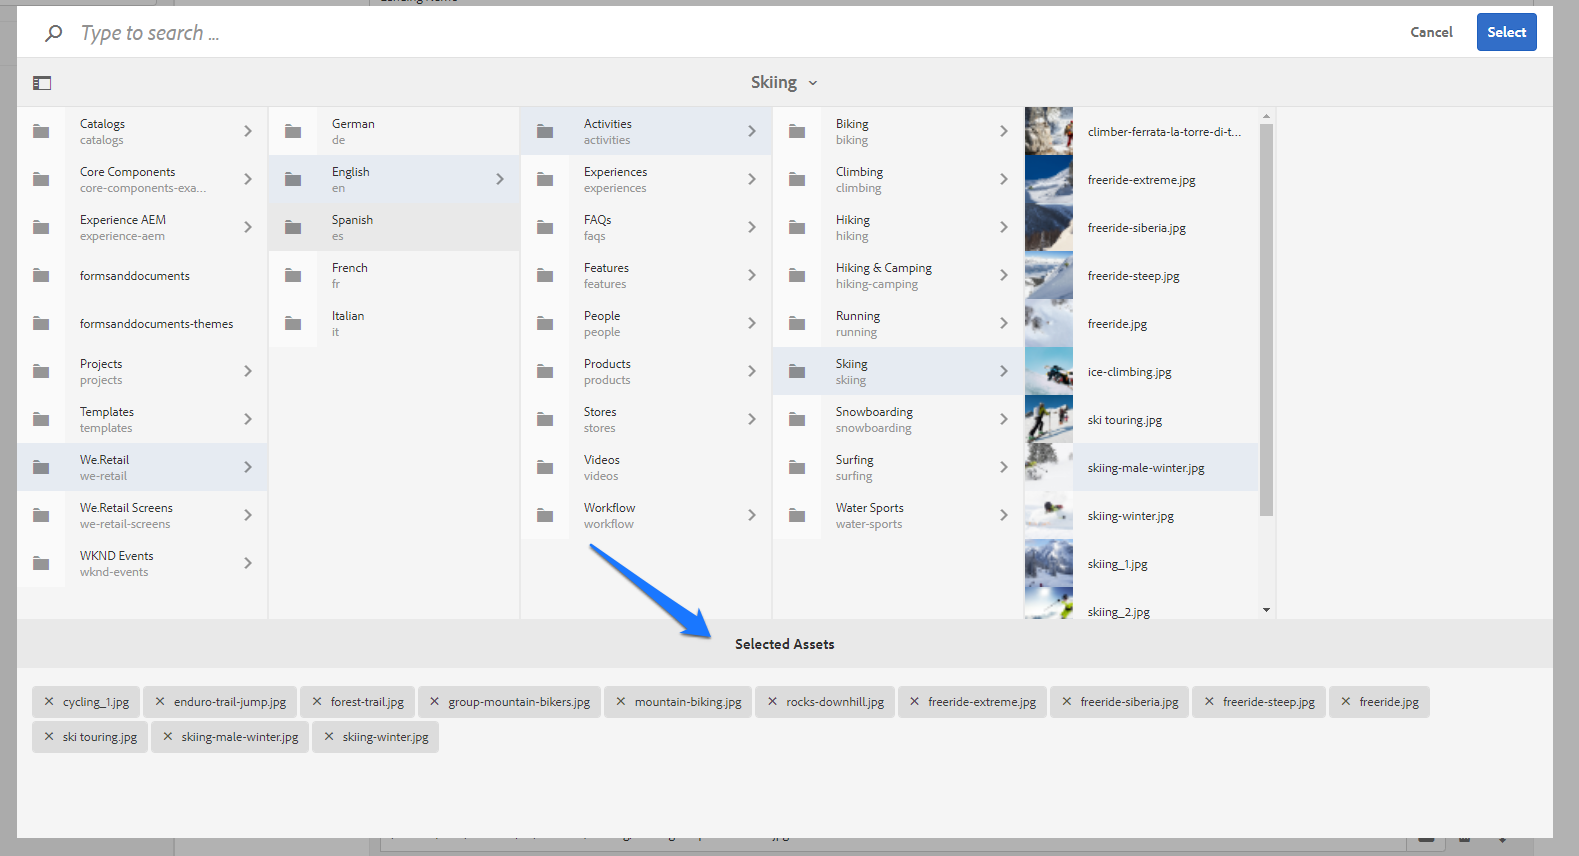 Type to search ...
Cancel
Select
Skiing
Catalogs
catalogs
Core Components
core-components-exa...
Experience AEM
experience-aem
formsanddocuments
formsanddocuments-themes
Projects
projects
Templates
templates
We.Retail
we-retail
We.Retail Screens
we-retail-screens
WKND Events
wknd-events
German
de
English
en
Spanish
es
French
fr
Italian
it
Activities
activities
Experiences
experiences
FAQs
faqs
Features
features
People
people
Products
products
Stores
stores
Videos
videos
Workflow
workflow
Biking
biking
Climbing
climbing
Hiking
hiking
Hiking & Camping
hiking-camping
Running
running
Skiing
skiing
Snowboarding
snowboarding
Surfing
surfing
Water Sports
water-sports
climber-ferrata-la-torre-di-t...
freeride-extreme.jpg
freeride-siberia.jpg
freeride-steep.jpg
freeride.jpg
ice-climbing.jpg
ski touring.jpg
skiing-male-winter.jpg
skiing-winter.jpg
skiing_1.jpg
skiing_2.jpg
Selected Assets
× cycling_1.jpg × enduro-trail-jump.jpg × forest-trail.jpg × group-mountain-bikers.jpg × mountain-biking.jpg × rocks-downhill.jpg × freeride-extreme.jpg × freeride-siberia.jpg × freeride-steep.jpg × freeride.jpg
× ski touring.jpg × skiing-male-winter.jpg × skiing-winter.jpg